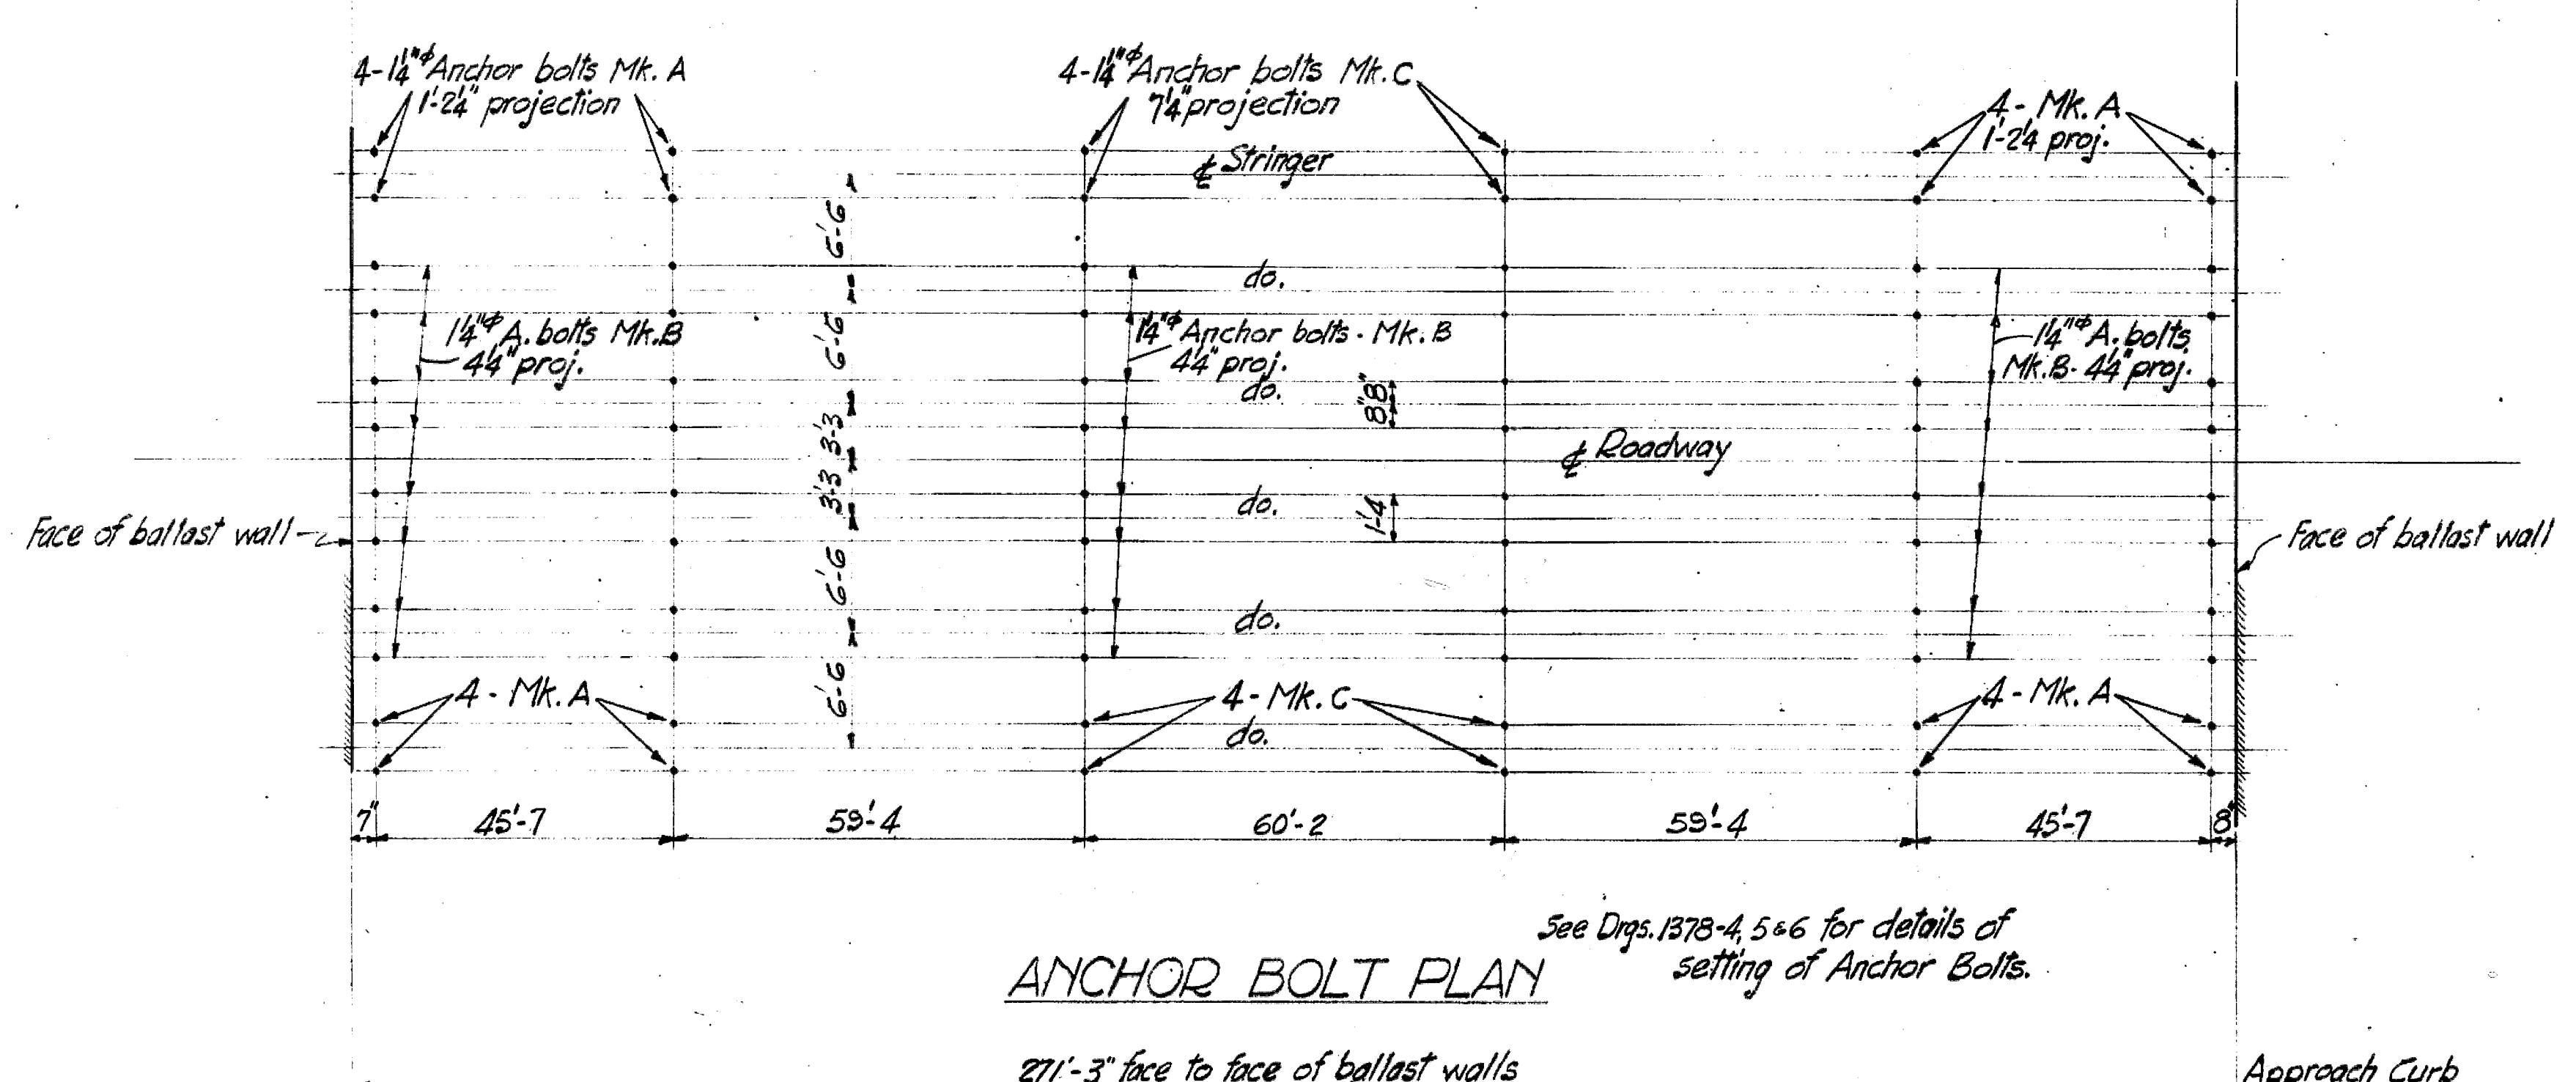 4-1¼"ᶲ Anchor bolts Mk. A
1'-2¼" projection
4-1¼"ᶲ Anchor bolts Mk. C
7¼" projection
4- Mk. A
1'-2¼ proj.
℄ Stringer
6'-6
do.
1¼"ᶲ A. bolts Mk. B
4¼" proj.
6'-6
1¼"ᶲ Anchor bolts - Mk. B
4¼" proj.
1¼"ᶲ A. bolts
Mk. B- 4¼" proj.
do.
8" 8"
3'-3
℄ Roadway
3'-3
do.
1'-4
Face of ballast wall
Face of ballast wall
6'-6
do.
6'-6
4- Mk. A
4- Mk. C
4- Mk. A
do.
7" 45'-7 59'-4 60'-2 59'-4 45'-7 8"
See Drgs. 1378-4, 5 & 6 for details of
setting of Anchor Bolts.
ANCHOR BOLT PLAN
271'-3" face to face of ballast walls
Approach Curb